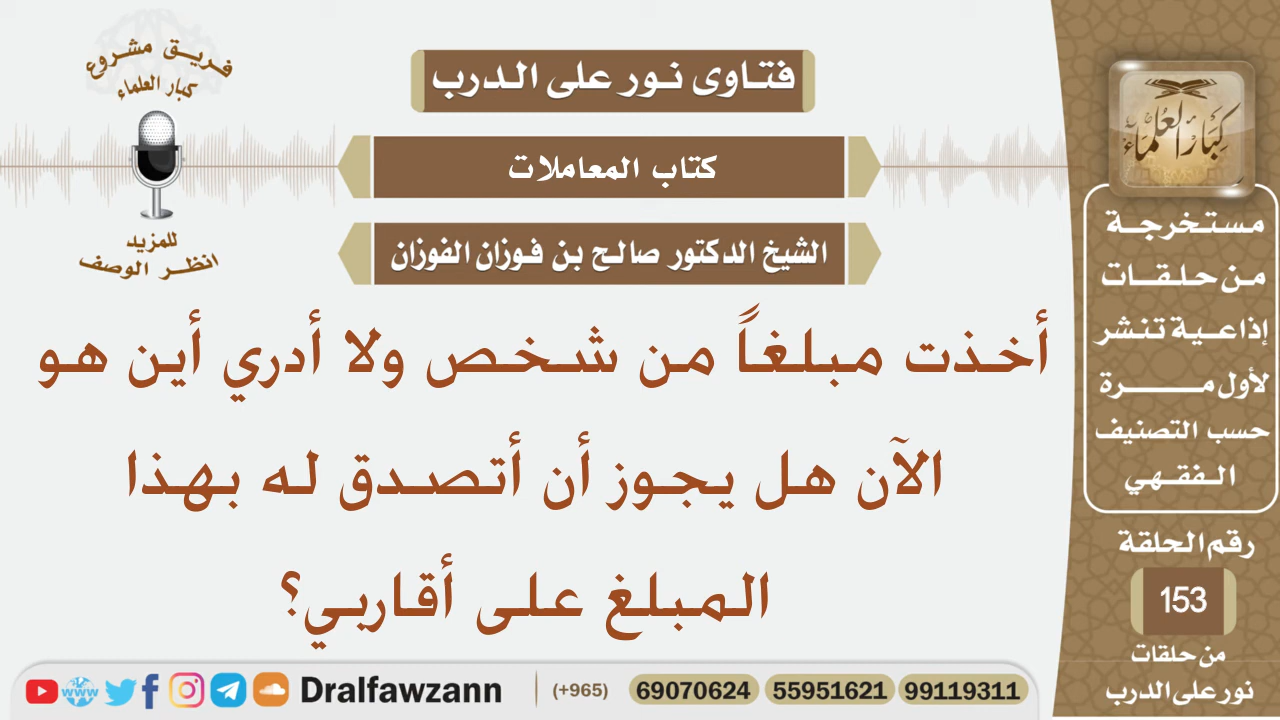 فريق مشروع
كبار العلماء
للمزيد
انظر الوصف
فتاوى نور على الدرب
كتاب المعاملات
الشيخ الدكتور صالح بن فوزان الفوزان
أخذت مبلغاً من شخص ولا أدري أين هو
الآن هل يجوز أن أتصدق له بهذا
المبلغ على أقاربي؟
كبار العلماء
مستخرجة
من حلقات
إذاعية تنشر
لأول مرة
حسب التصنيف
الفقهي
رقم الحلقة
153
من حلقات
نور على الدرب
www
Dralfawzann
(+965)
69070624
55951621
99119311